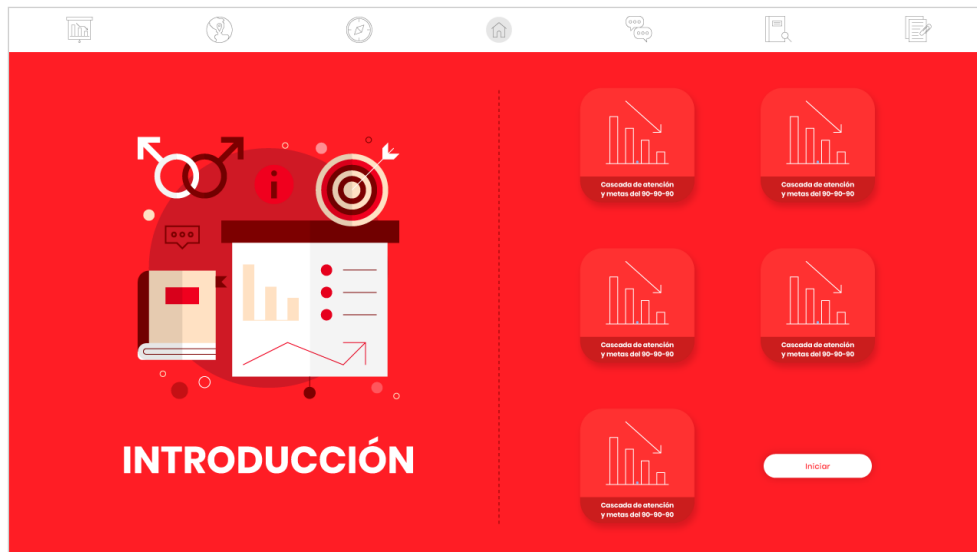 INTRODUCCIÓN
Cascada de atención
y metas del 90-90-90
Cascada de atención
y metas del 90-90-90
Cascada de atención
y metas del 90-90-90
Cascada de atención
y metas del 90-90-90
Cascada de atención
y metas del 90-90-90
Iniciar